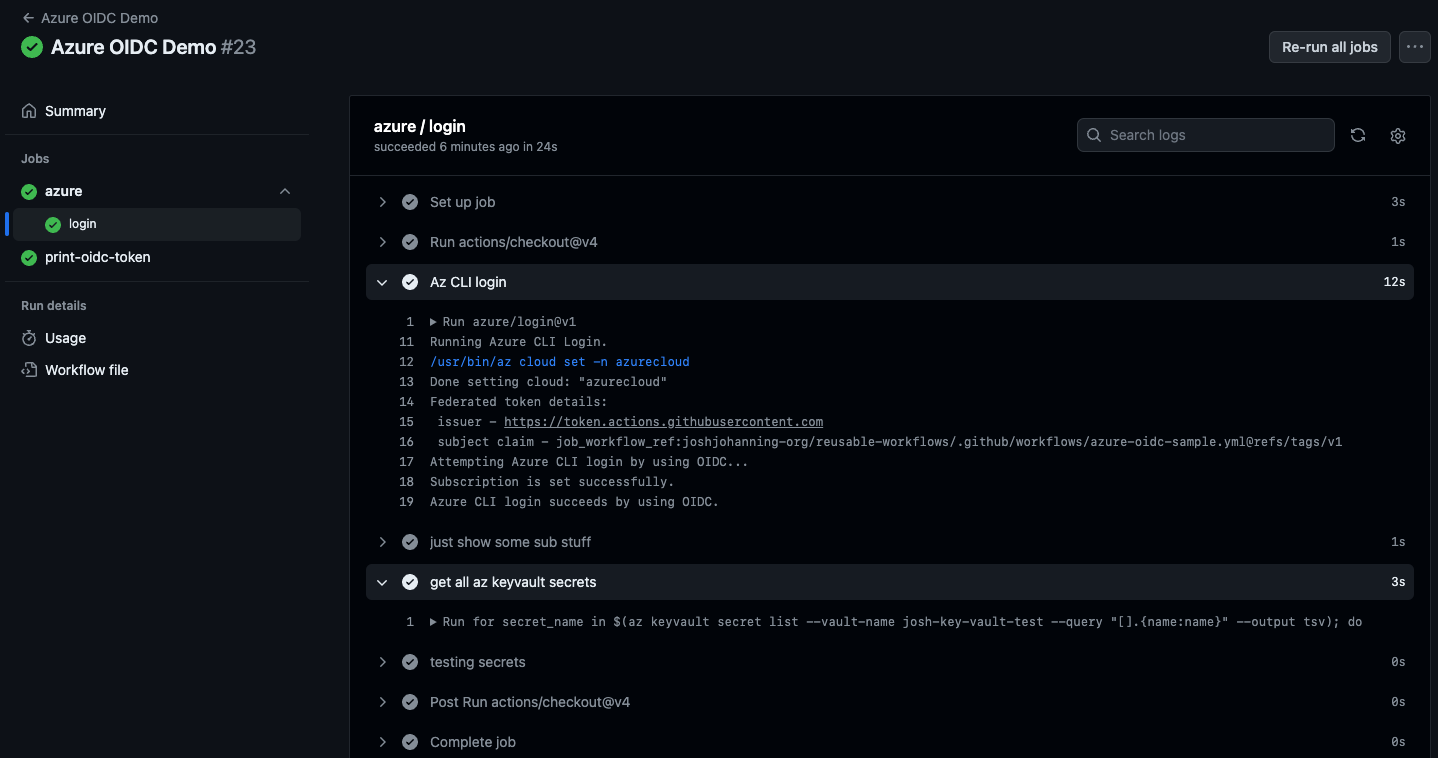 ← Azure OIDC Demo
Azure OIDC Demo #23
Re-run all jobs
Summary
Jobs
azure
login
print-oidc-token
Run details
Usage
Workflow file
azure / login
succeeded 6 minutes ago in 24s
Search logs
Set up job 3s
Run actions/checkout@v4 1s
Az CLI login 12s
1 ▶ Run azure/login@v1
11 Running Azure CLI Login.
12 /usr/bin/az cloud set -n azurecloud
13 Done setting cloud: "azurecloud"
14 Federated token details:
15 issuer - https://token.actions.githubusercontent.com
16 subject claim - job_workflow_ref:joshjohanning-org/reusable-workflows/.github/workflows/azure-oidc-sample.yml@refs/tags/v1
17 Attempting Azure CLI login by using OIDC...
18 Subscription is set successfully.
19 Azure CLI login succeeds by using OIDC.
just show some sub stuff 1s
get all az keyvault secrets 3s
1 ▶ Run for secret_name in $(az keyvault secret list --vault-name josh-key-vault-test --query "[].{name:name}" --output tsv); do
testing secrets 0s
Post Run actions/checkout@v4 0s
Complete job 0s